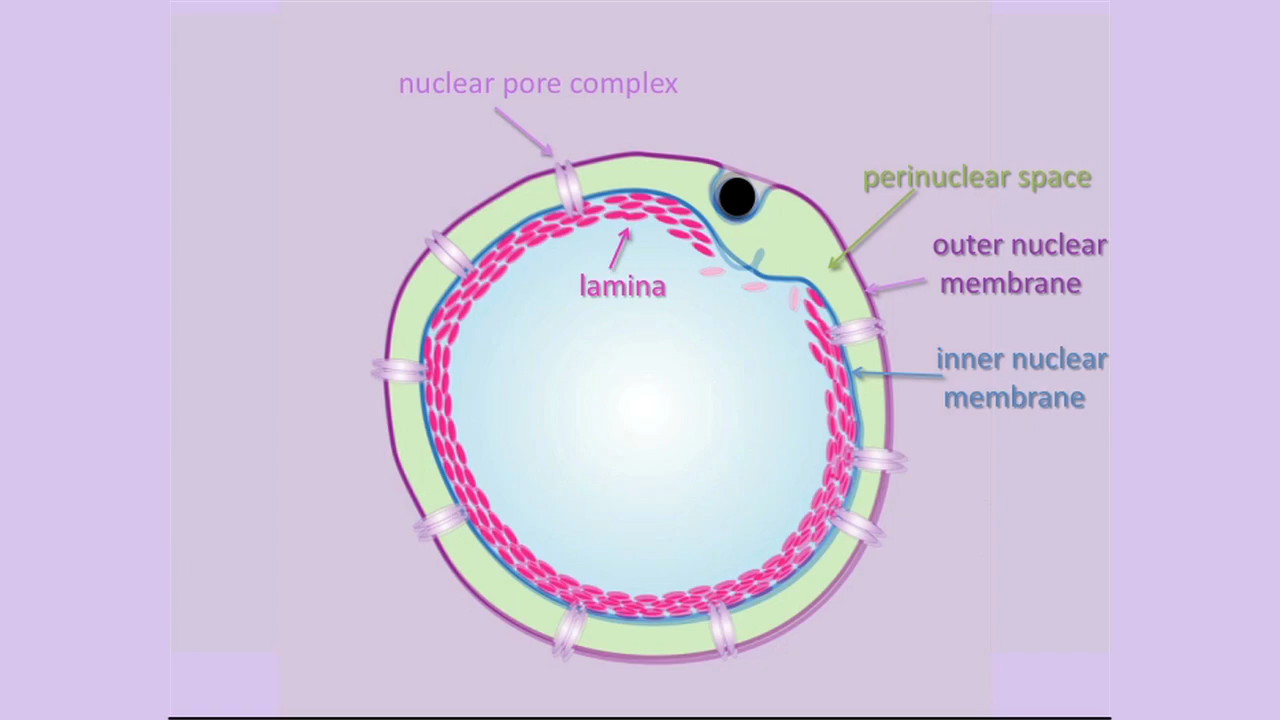 nuclear pore complex
perinuclear space
outer nuclear
membrane
lamina
inner nuclear
membrane